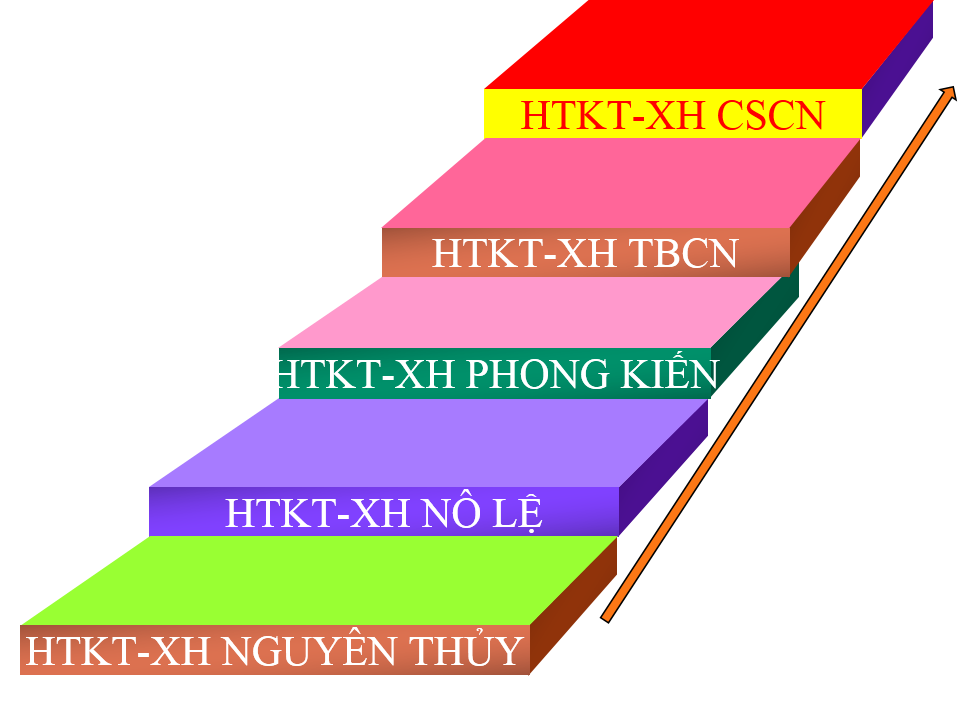 HTKT-XH CSCN
HTKT-XH TBCN
HTKT-XH PHONG KIẾN
HTKT-XH NÔ LỆ
HTKT-XH NGUYÊN THỦY